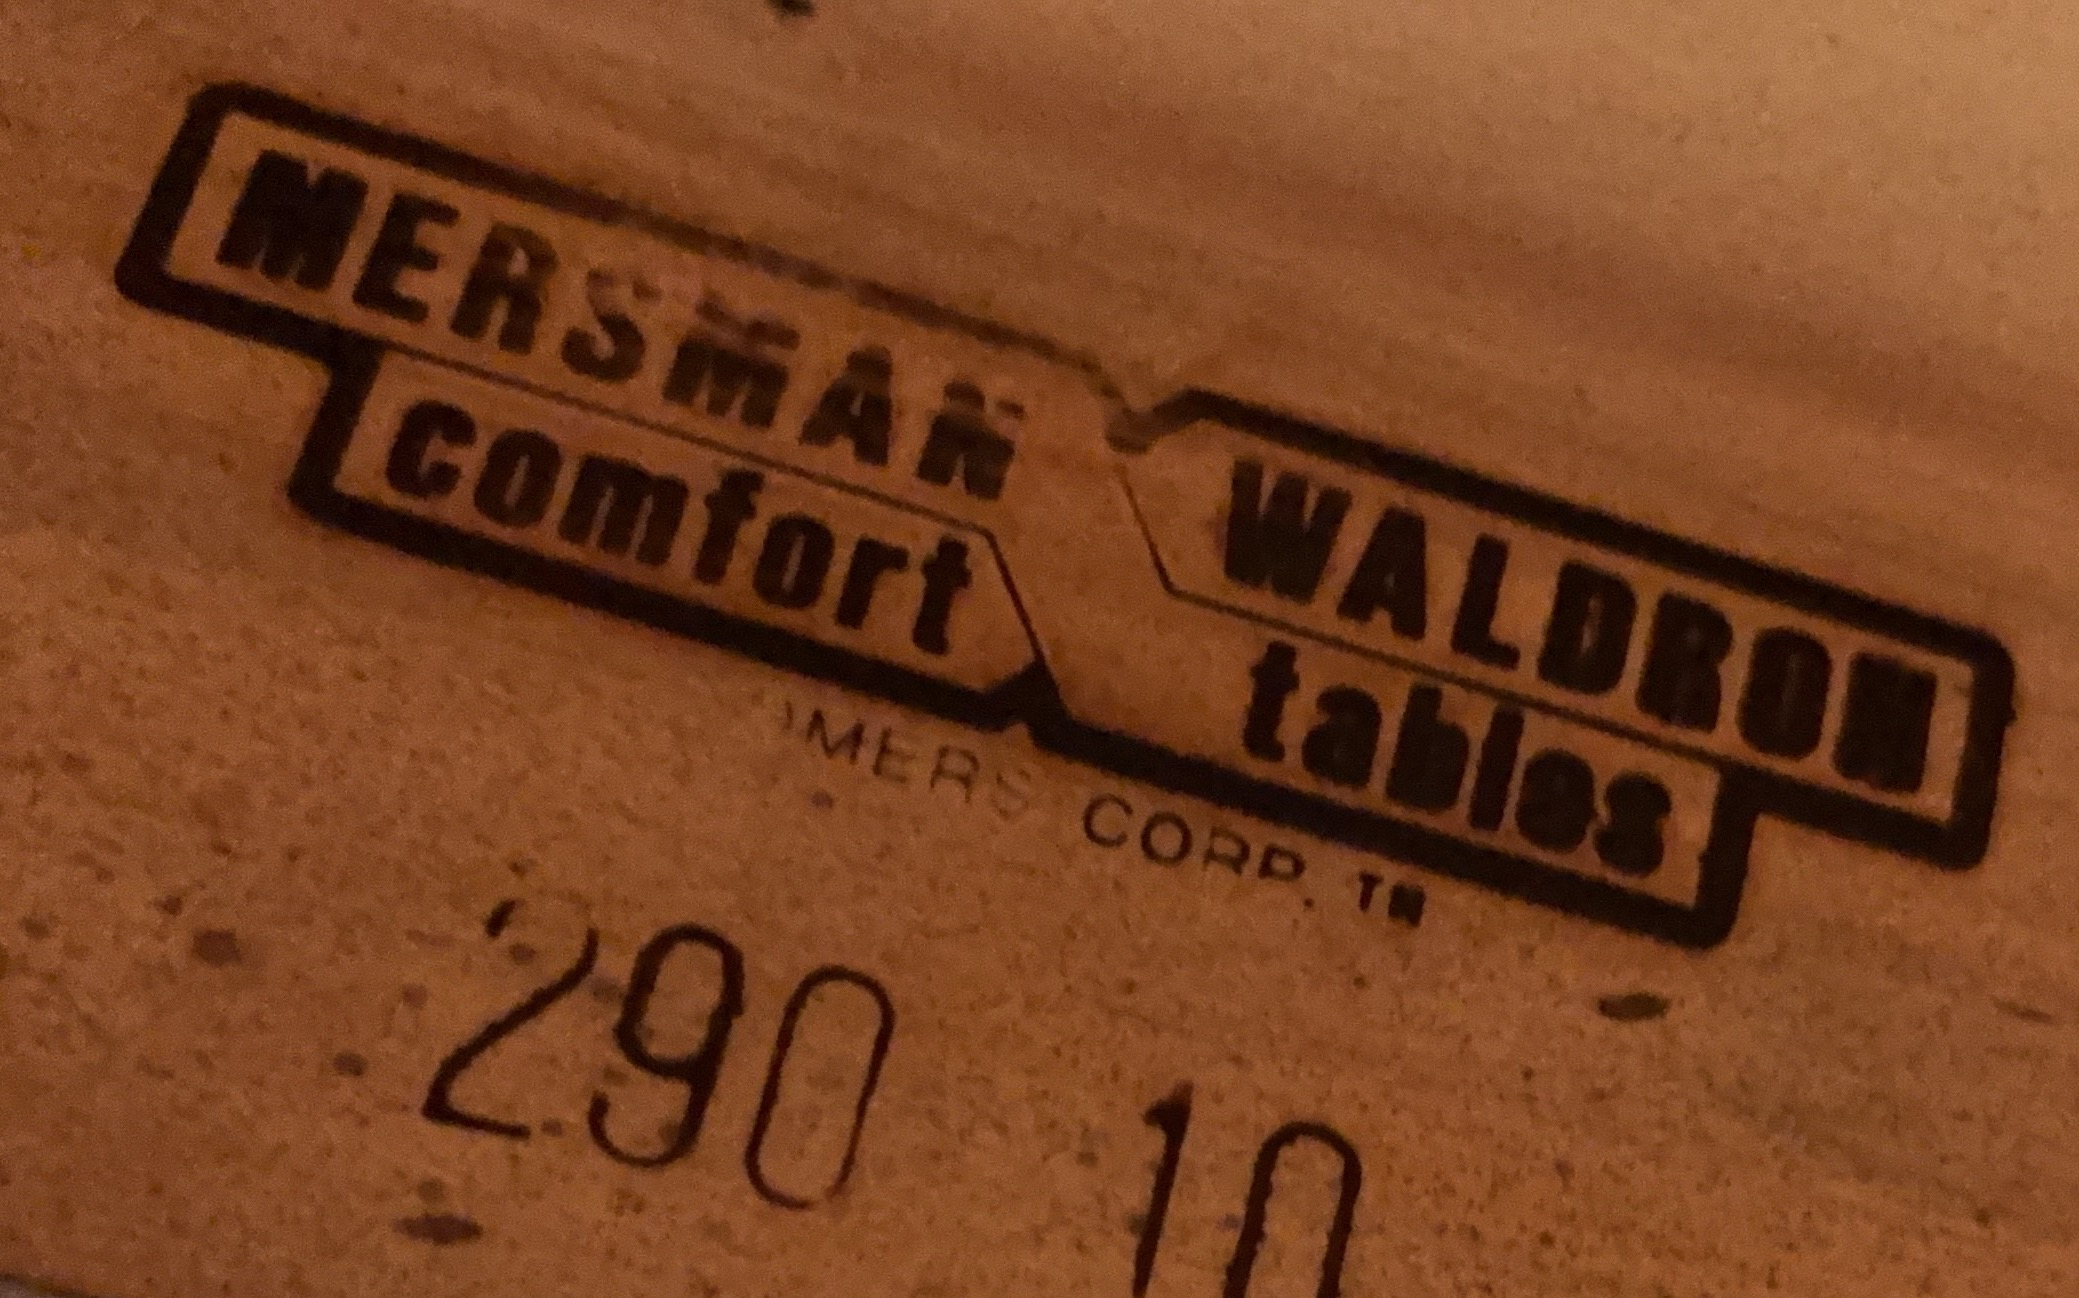 MERSMAN WALDRON
comfort tables
CORP. TM
290 10